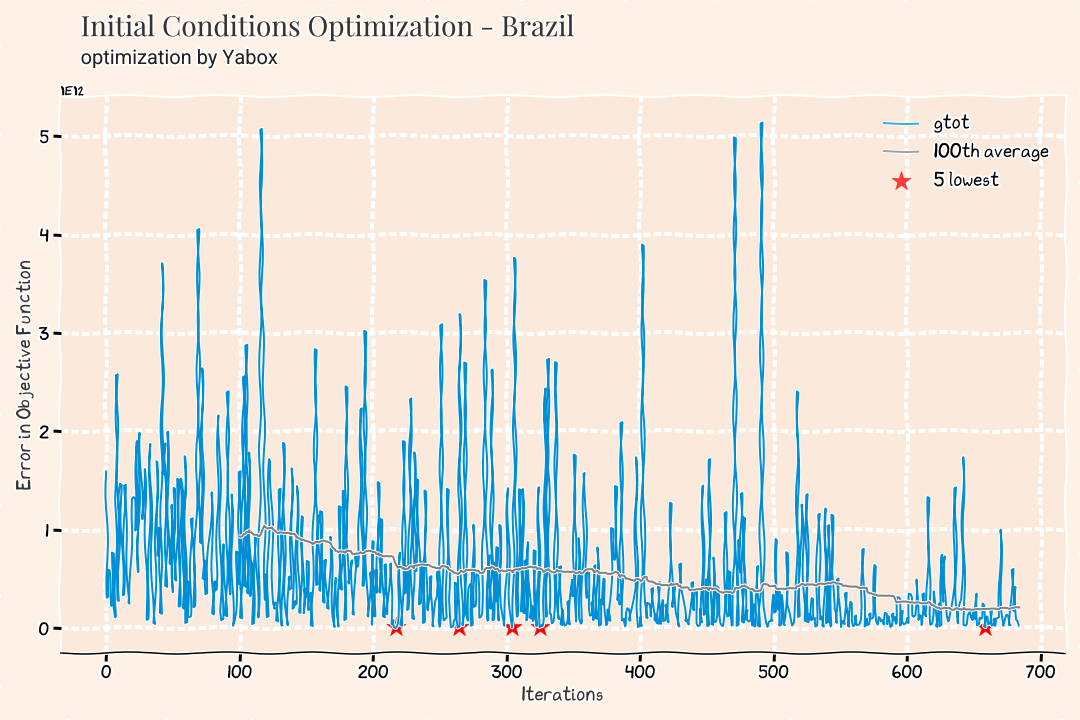 Initial Conditions Optimization - Brazil
optimization by Yabox
1E12
gtot
100th average
5 lowest
Error in Objective Function
5
4
3
2
1
0
0 100 200 300 400 500 600 700
Iterations